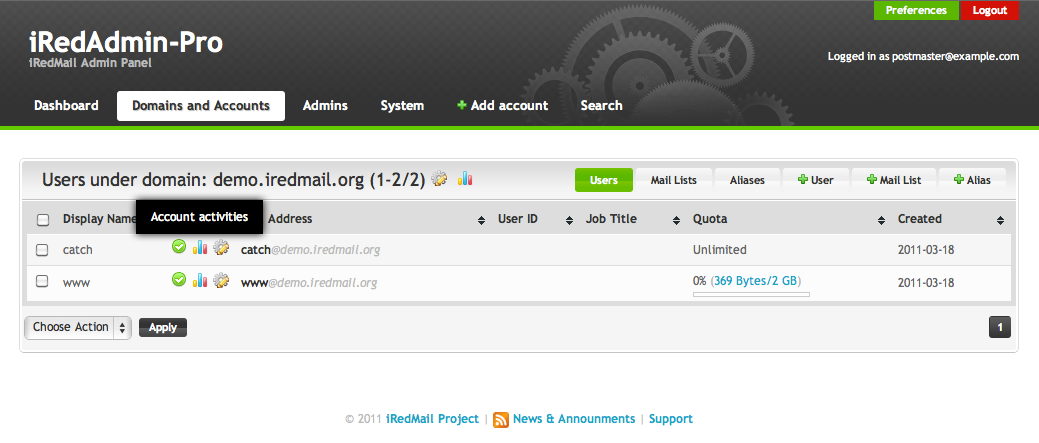 Preferences Logout
iRedAdmin-Pro
iRedMail Admin Panel
Logged in as postmaster@example.com
Dashboard Domains and Accounts Admins System Add account Search
Users under domain: demo.iredmail.org (1-2/2) Users Mail Lists Aliases User Mail List Alias
Account activities
Display Name Address User ID Job Title Quota Created
catch catch@demo.iredmail.org Unlimited 2011-03-18
www www@demo.iredmail.org 0% (369 Bytes/2 GB) 2011-03-18
Choose Action Apply 1
© 2011 iRedMail Project | News & Announments | Support